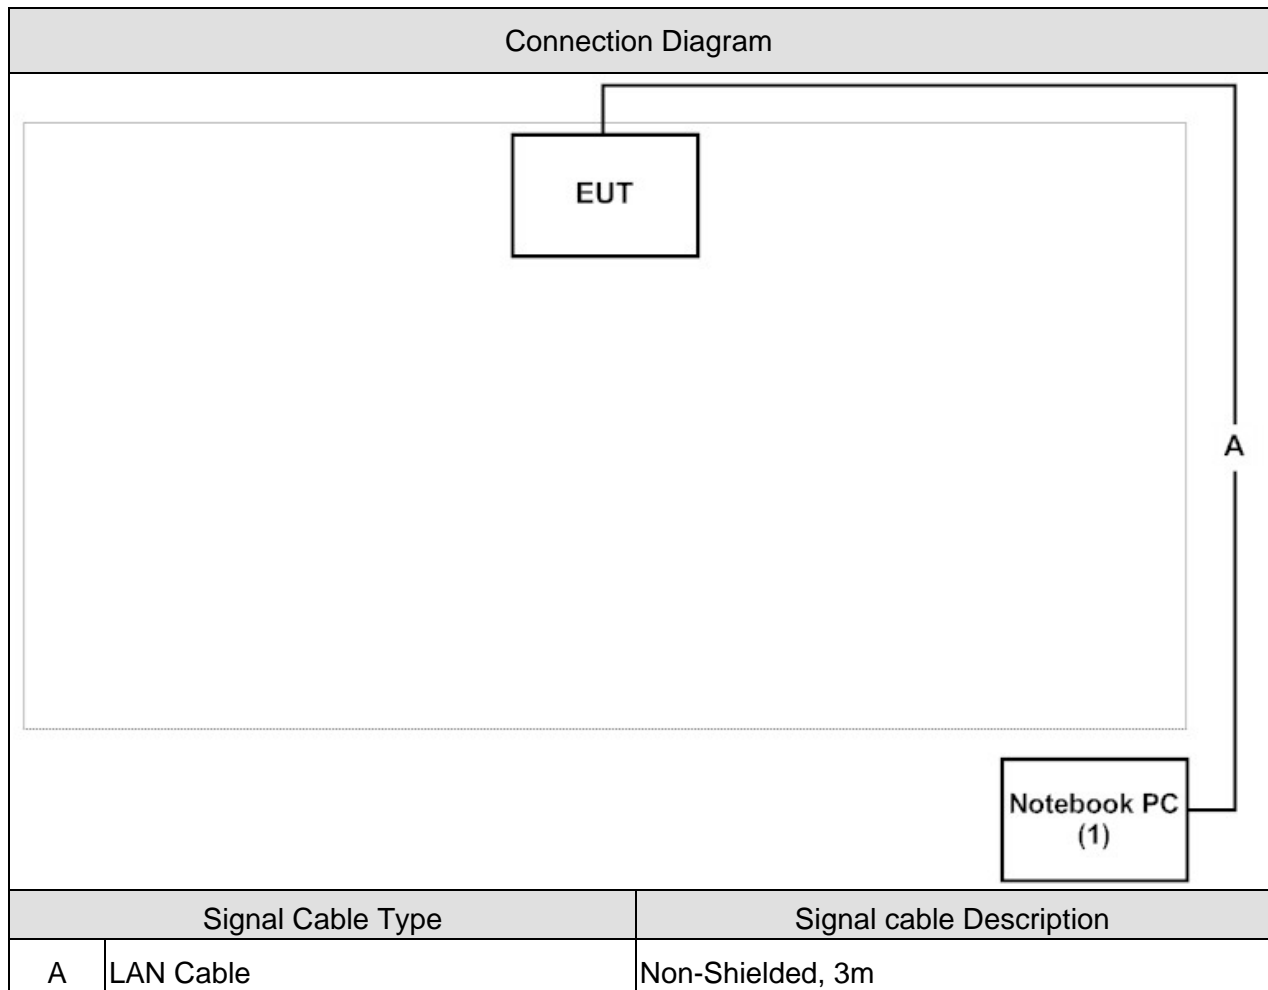 Connection Diagram
EUT
A
Notebook PC
(1)
Signal Cable Type
Signal cable Description
A
LAN Cable
Non-Shielded, 3m